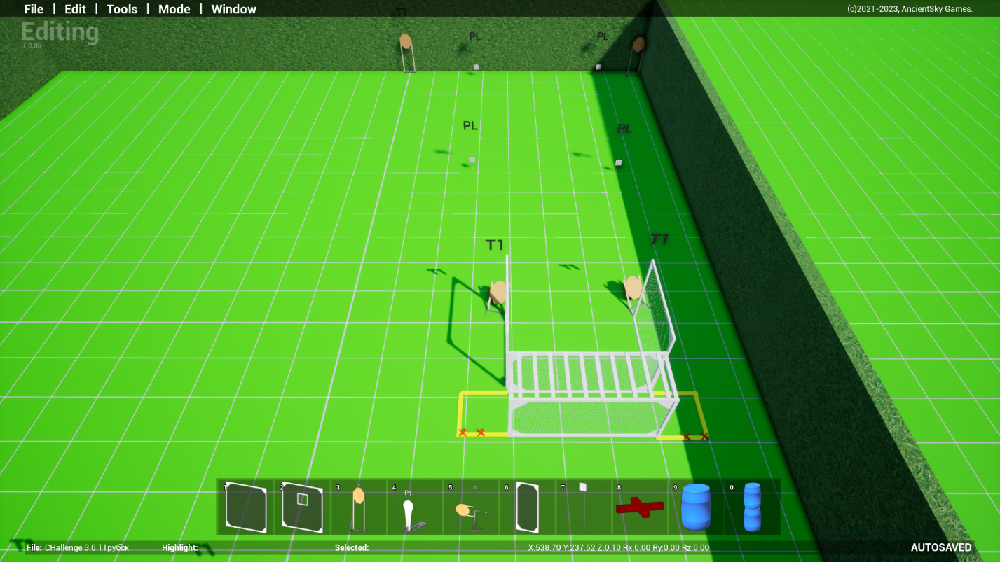 File | Edit | Tools | Mode | Window
(c)2021-2023, AncientSky Games.
Editing
1.0.95
T1
PL
PL
PL
PL
T1
T1
1
2
3
4
P1
5
6
7
8
9
0
File: CHallenge 3.0 11рубіж
Highlight:
Selected:
X:538.70 Y:237.52 Z:0.10 Rx:0.00 Ry:0.00 Rz:0.00
AUTOSAVED